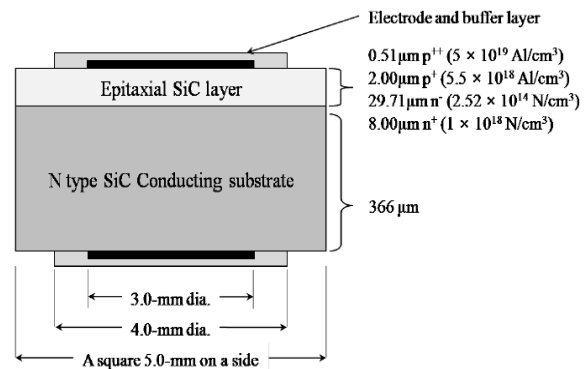 Electrode and buffer layer
0.51μm p⁺⁺ (5 × 10¹⁹ Al/cm³)
2.00μm p⁺ (5.5 × 10¹⁸ Al/cm³)
29.71μm n⁻ (2.52 × 10¹⁴ N/cm³)
8.00μm n⁺ (1 × 10¹⁸ N/cm³)
Epitaxial SiC layer
N type SiC Conducting substrate
366 μm
3.0-mm dia.
4.0-mm dia.
A square 5.0-mm on a side